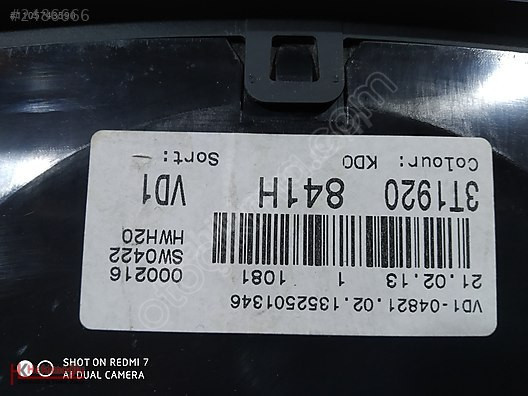 VD1-04821.02.1352501346
21.02.13 1 1081 000216
SW0422
HWH20
3T1920 841H VD1
Colour: KDO Sort: -
SHOT ON REDMI 7
AI DUAL CAMERA